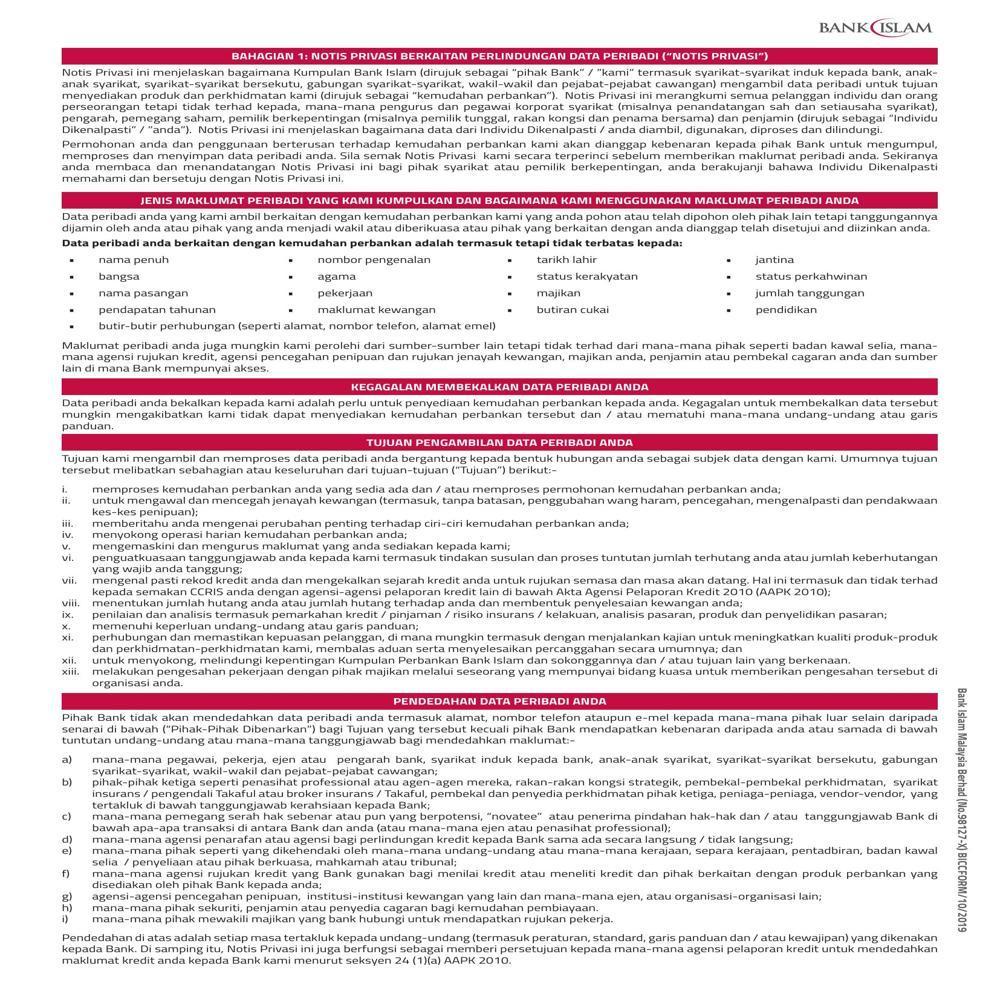 BANK ISLAM
BAHAGIAN 1: NOTIS PRIVASI BERKAITAN PERLINDUNGAN DATA PERIBADI (“NOTIS PRIVASI”)
Notis Privasi ini menjelaskan bagaimana Kumpulan Bank Islam (dirujuk sebagai “pihak Bank” / “kami” termasuk syarikat-syarikat induk kepada bank, anak-
anak syarikat, syarikat-syarikat bersekutu, gabungan syarikat-syarikat, wakil-wakil dan pejabat-pejabat cawangan) mengambil data peribadi untuk tujuan
menyediakan produk dan perkhidmatan kami (dirujuk sebagai “kemudahan perbankan”). Notis Privasi ini merangkumi semua pelanggan individu dan orang
perseorangan tetapi tidak terhad kepada, mana-mana pengurus dan pegawai korporat syarikat (misalnya penandatangan sah dan setiausaha syarikat),
pengarah, pemegang saham, pemilik berkepentingan (misalnya pemilik tunggal, rakan kongsi dan penama bersama) dan penjamin (dirujuk sebagai “Individu
Dikenalpasti” / “anda”). Notis Privasi ini menjelaskan bagaimana data dari Individu Dikenalpasti / anda diambil, digunakan, diproses dan dilindungi.
Permohonan anda dan penggunaan berterusan terhadap kemudahan perbankan kami akan dianggap kebenaran kepada pihak Bank untuk mengumpul,
memproses dan menyimpan data peribadi anda. Sila semak Notis Privasi kami secara terperinci sebelum memberikan maklumat peribadi anda. Sekiranya
anda membaca dan menandatangan Notis Privasi ini bagi pihak syarikat atau pemilik berkepentingan, anda berakujanji bahawa Individu Dikenalpasti
memahami dan bersetuju dengan Notis Privasi ini.
JENIS MAKLUMAT PERIBADI YANG KAMI KUMPULKAN DAN BAGAIMANA KAMI MENGGUNAKAN MAKLUMAT PERIBADI ANDA
Data peribadi anda yang kami ambil berkaitan dengan kemudahan perbankan kami yang anda pohon atau telah dipohon oleh pihak lain tetapi tanggungannya
dijamin oleh anda atau pihak yang anda menjadi wakil atau diberikuasa atau pihak yang berkaitan dengan anda dianggap telah disetujui and diizinkan anda.
Data peribadi anda berkaitan dengan kemudahan perbankan adalah termasuk tetapi tidak terbatas kepada:
▪ nama penuh ▪ nombor pengenalan ▪ tarikh lahir ▪ jantina
▪ bangsa ▪ agama ▪ status kerakyatan ▪ status perkahwinan
▪ nama pasangan ▪ pekerjaan ▪ majikan ▪ jumlah tanggungan
▪ pendapatan tahunan ▪ maklumat kewangan ▪ butiran cukai ▪ pendidikan
▪ butir-butir perhubungan (seperti alamat, nombor telefon, alamat emel)
Maklumat peribadi anda juga mungkin kami perolehi dari sumber-sumber lain tetapi tidak terhad dari mana-mana pihak seperti badan kawal selia, mana-
mana agensi rujukan kredit, agensi pencegahan penipuan dan rujukan jenayah kewangan, majikan anda, penjamin atau pembekal cagaran anda dan sumber
lain di mana Bank mempunyai akses.
KEGAGALAN MEMBEKALKAN DATA PERIBADI ANDA
Data peribadi anda bekalkan kepada kami adalah perlu untuk penyediaan kemudahan perbankan kepada anda. Kegagalan untuk membekalkan data tersebut
mungkin mengakibatkan kami tidak dapat menyediakan kemudahan perbankan tersebut dan / atau mematuhi mana-mana undang-undang atau garis
panduan.
TUJUAN PENGAMBILAN DATA PERIBADI ANDA
Tujuan kami mengambil dan memproses data peribadi anda bergantung kepada bentuk hubungan anda sebagai subjek data dengan kami. Umumnya tujuan
tersebut melibatkan sebahagian atau keseluruhan dari tujuan-tujuan (“Tujuan”) berikut:-
i. memproses kemudahan perbankan anda yang sedia ada dan / atau memproses permohonan kemudahan perbankan anda;
ii. untuk mengawal dan mencegah jenayah kewangan (termasuk, tanpa batasan, penggubahan wang haram, pencegahan, mengenalpasti dan pendakwaan
kes-kes penipuan);
iii. memberitahu anda mengenai perubahan penting terhadap ciri-ciri kemudahan perbankan anda;
iv. menyokong operasi harian kemudahan perbankan anda;
v. mengemaskini dan mengurus maklumat yang anda sediakan kepada kami;
vi. penguatkuasaan tanggungjawab anda kepada kami termasuk tindakan susulan dan proses tuntutan jumlah terhutang anda atau jumlah keberhutangan
yang wajib anda tanggung;
vii. mengenal pasti rekod kredit anda dan mengekalkan sejarah kredit anda untuk rujukan semasa dan masa akan datang. Hal ini termasuk dan tidak terhad
kepada semakan CCRIS anda dengan agensi-agensi pelaporan kredit lain di bawah Akta Agensi Pelaporan Kredit 2010 (AAPK 2010);
viii. menentukan jumlah hutang anda atau jumlah hutang terhadap anda dan membentuk penyelesaian kewangan anda;
ix. penilaian dan analisis termasuk pemarkahan kredit / pinjaman / risiko insurans / kelakuan, analisis pasaran, produk dan penyelidikan pasaran;
x. memenuhi keperluan undang-undang atau garis panduan;
xi. perhubungan dan memastikan kepuasan pelanggan, di mana mungkin termasuk dengan menjalankan kajian untuk meningkatkan kualiti produk-produk
dan perkhidmatan-perkhidmatan kami, membalas aduan serta menyelesaikan percanggahan secara umumnya; dan
xii. untuk menyokong, melindungi kepentingan Kumpulan Perbankan Bank Islam dan sokonggannya dan / atau tujuan lain yang berkenaan.
xiii. melakukan pengesahan pekerjaan dengan pihak majikan melalui seseorang yang mempunyai bidang kuasa untuk memberikan pengesahan tersebut di
organisasi anda.
PENDEDAHAN DATA PERIBADI ANDA
Pihak Bank tidak akan mendedahkan data peribadi anda termasuk alamat, nombor telefon ataupun e-mel kepada mana-mana pihak luar selain daripada
senarai di bawah (“Pihak-Pihak Dibenarkan”) bagi Tujuan yang tersebut kecuali pihak Bank mendapatkan kebenaran daripada anda atau samada di bawah
tuntutan undang-undang atau mana-mana tanggungjawab bagi mendedahkan maklumat:-
a) mana-mana pegawai, pekerja, ejen atau pengarah bank, syarikat induk kepada bank, anak-anak syarikat, syarikat-syarikat bersekutu, gabungan
syarikat-syarikat, wakil-wakil dan pejabat-pejabat cawangan;
b) pihak-pihak ketiga seperti penasihat professional atau agen-agen mereka, rakan-rakan kongsi strategik, pembekal-pembekal perkhidmatan, syarikat
insurans / pengendali Takaful atau broker insurans / Takaful, pembekal dan penyedia perkhidmatan pihak ketiga, peniaga-peniaga, vendor-vendor, yang
tertakluk di bawah tanggungjawab kerahsiaan kepada Bank;
c) mana-mana pemegang serah hak sebenar atau pun yang berpotensi, “novatee” atau penerima pindahan hak-hak dan / atau tanggungjawab Bank di
bawah apa-apa transaksi di antara Bank dan anda (atau mana-mana ejen atau penasihat professional);
d) mana-mana agensi penarafan atau agensi bagi perlindungan kredit kepada Bank sama ada secara langsung / tidak langsung;
e) mana-mana pihak seperti yang dikehendaki oleh mana-mana undang-undang atau mana-mana kerajaan, separa kerajaan, pentadbiran, badan kawal
selia / penyeliaan atau pihak berkuasa, mahkamah atau tribunal;
f) mana-mana agensi rujukan kredit yang Bank gunakan bagi menilai kredit atau meneliti kredit dan pihak berkaitan dengan produk perbankan yang
disediakan oleh pihak Bank kepada anda;
g) agensi-agensi pencegahan penipuan, institusi-institusi kewangan yang lain dan mana-mana ejen, atau organisasi-organisasi lain;
h) mana-mana pihak sekuriti, penjamin atau penyedia cagaran bagi kemudahan pembiayaan.
i) mana-mana pihak mewakili majikan yang bank hubungi untuk mendapatkan rujukan pekerja.
Pendedahan di atas adalah setiap masa tertakluk kepada undang-undang (termasuk peraturan, standard, garis panduan dan / atau kewajipan) yang dikenakan
kepada Bank. Di samping itu, Notis Privasi ini juga berfungsi sebagai memberi persetujuan kepada mana-mana agensi pelaporan kredit untuk mendedahkan
maklumat kredit anda kepada Bank kami menurut seksyen 24 (1)(a) AAPK 2010.
Bank Islam Malaysia Berhad (No.98127-X) BICCFORM/10/2019